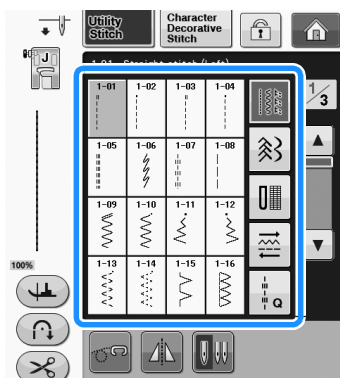 Utility
Stitch
Character
Decorative
Stitch
J
1-01 Straight stitch (Left)
1-01 1-02 1-03 1-04
1/3
1-05 1-06 1-07 1-08
1-09 1-10 1-11 1-12
100%
1-13 1-14 1-15 1-16
Q